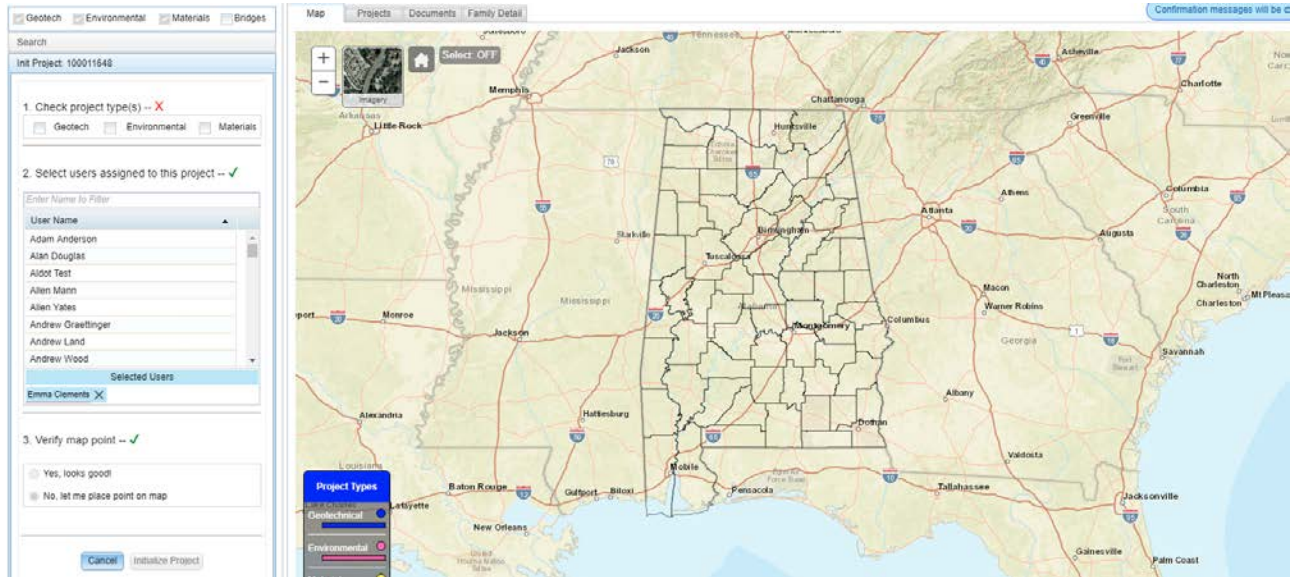 Geotech Environmental Materials Bridges
Search
Init Project: 100011648
1. Check project type(s) -- X
Geotech Environmental Materials
2. Select users assigned to this project -- ✓
Enter Name to Filter
User Name
Adam Anderson
Alan Douglas
Aldot Test
Allen Mann
Allen Yates
Andrew Graettinger
Andrew Land
Andrew Wood
Selected Users
Emma Clements X
3. Verify map point -- ✓
Yes, looks good!
No, let me place point on map
Cancel Initialize Project
Map Projects Documents Family Detail
Confirmation messages will be
+
−
Imagery
Select: OFF
Jonesboro
Jackson
Tennessee
Asheville
Charlotte
Memphis
Chattanooga
Greenville
Arkansas
Little Rock
Huntsville
Athens
Columbia
South
Carolina
Atlanta
Starkville
Birmingham
Augusta
Tuscaloosa
North
Charleston
Charleston
Mt Pleasa
Mississippi
Mississippi
Alabama
Macon
Warner Robins
Monroe
Jackson
Montgomery
Columbus
Georgia
Fort
Stewart
Savannah
Albany
Alexandria
Hattiesburg
Dothan
Valdosta
Louisiana
Mobile
Baton Rouge
Gulfport
Biloxi
Pensacola
Tallahassee
Jacksonville
Lafayette
New Orleans
Gainesville
Palm Coast
Project Types
Geotechnical
Environmental